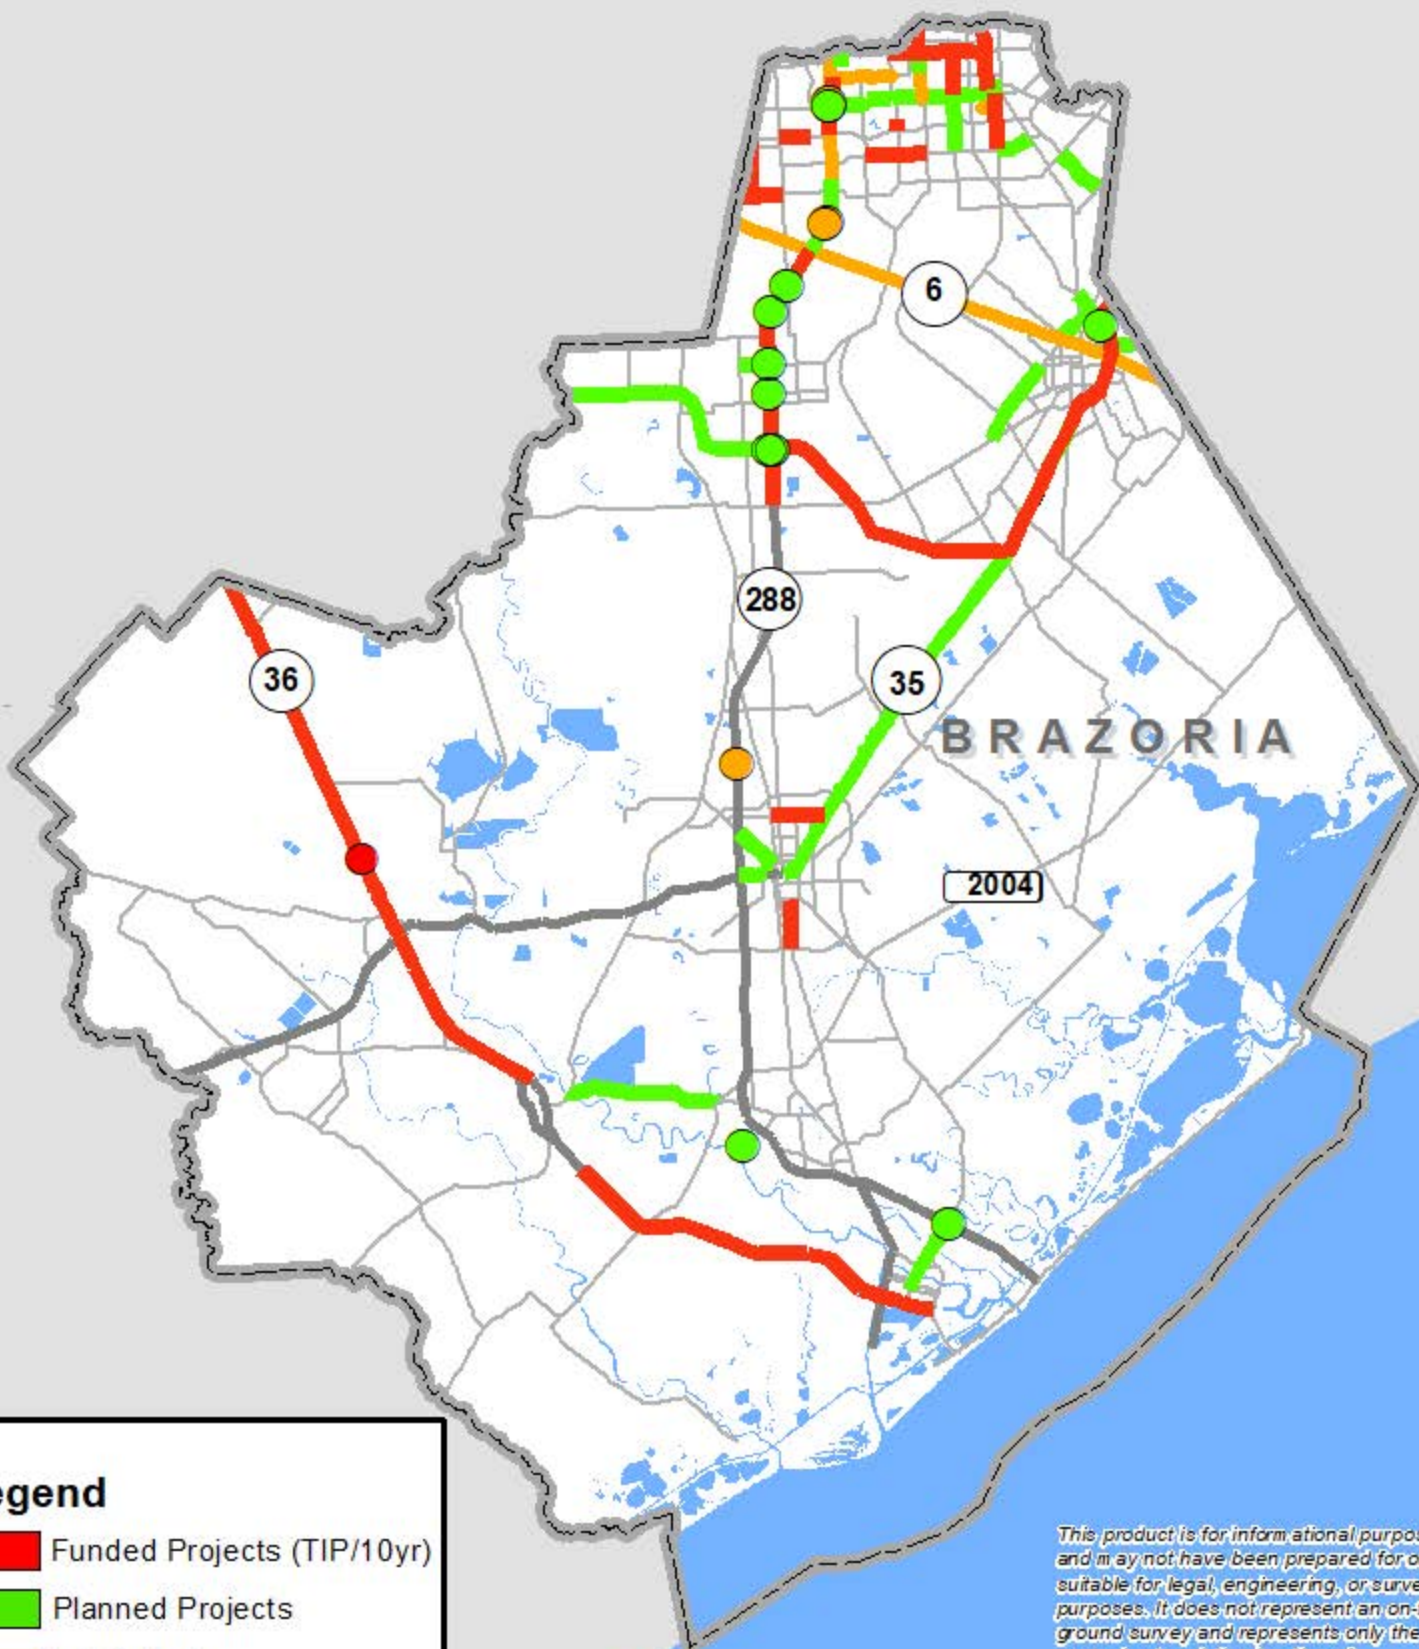 6
288
36
35
BRAZORIA
2004
egend
Funded Projects (TIP/10yr)
Planned Projects
This product is for informational purpos
and may not have been prepared for o
suitable for legal, engineering, or surve
purposes. It does not represent an on-
ground survey and represents only the